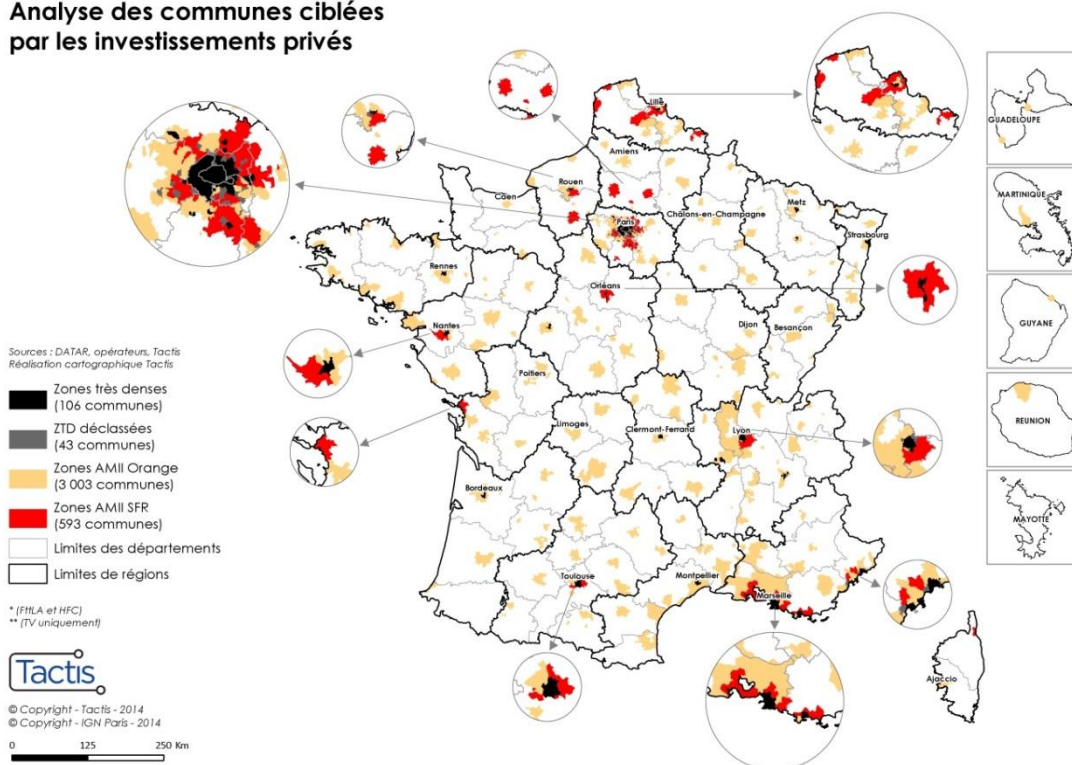 Analyse des communes ciblées
par les investissements privés
Lille
Amiens
Rouen
Caen
Paris
Châlons-en-Champagne
Metz
Strasbourg
Rennes
Orléans
Nantes
Dijon
Besançon
Poitiers
Limoges
Clermont-Ferrand
Lyon
Bordeaux
Toulouse
Montpellier
Marseille
Ajaccio
GUADELOUPE
MARTINIQUE
GUYANE
REUNION
MAYOTTE
Sources : DATAR, opérateurs, Tactis
Réalisation cartographique Tactis
Zones très denses
(106 communes)
ZTD déclassées
(43 communes)
Zones AMII Orange
(3 003 communes)
Zones AMII SFR
(593 communes)
Limites des départements
Limites de régions
* (FttLA et HFC)
** (TV uniquement)
Tactis
© Copyright - Tactis - 2014
© Copyright - IGN Paris - 2014
0 125 250 Km